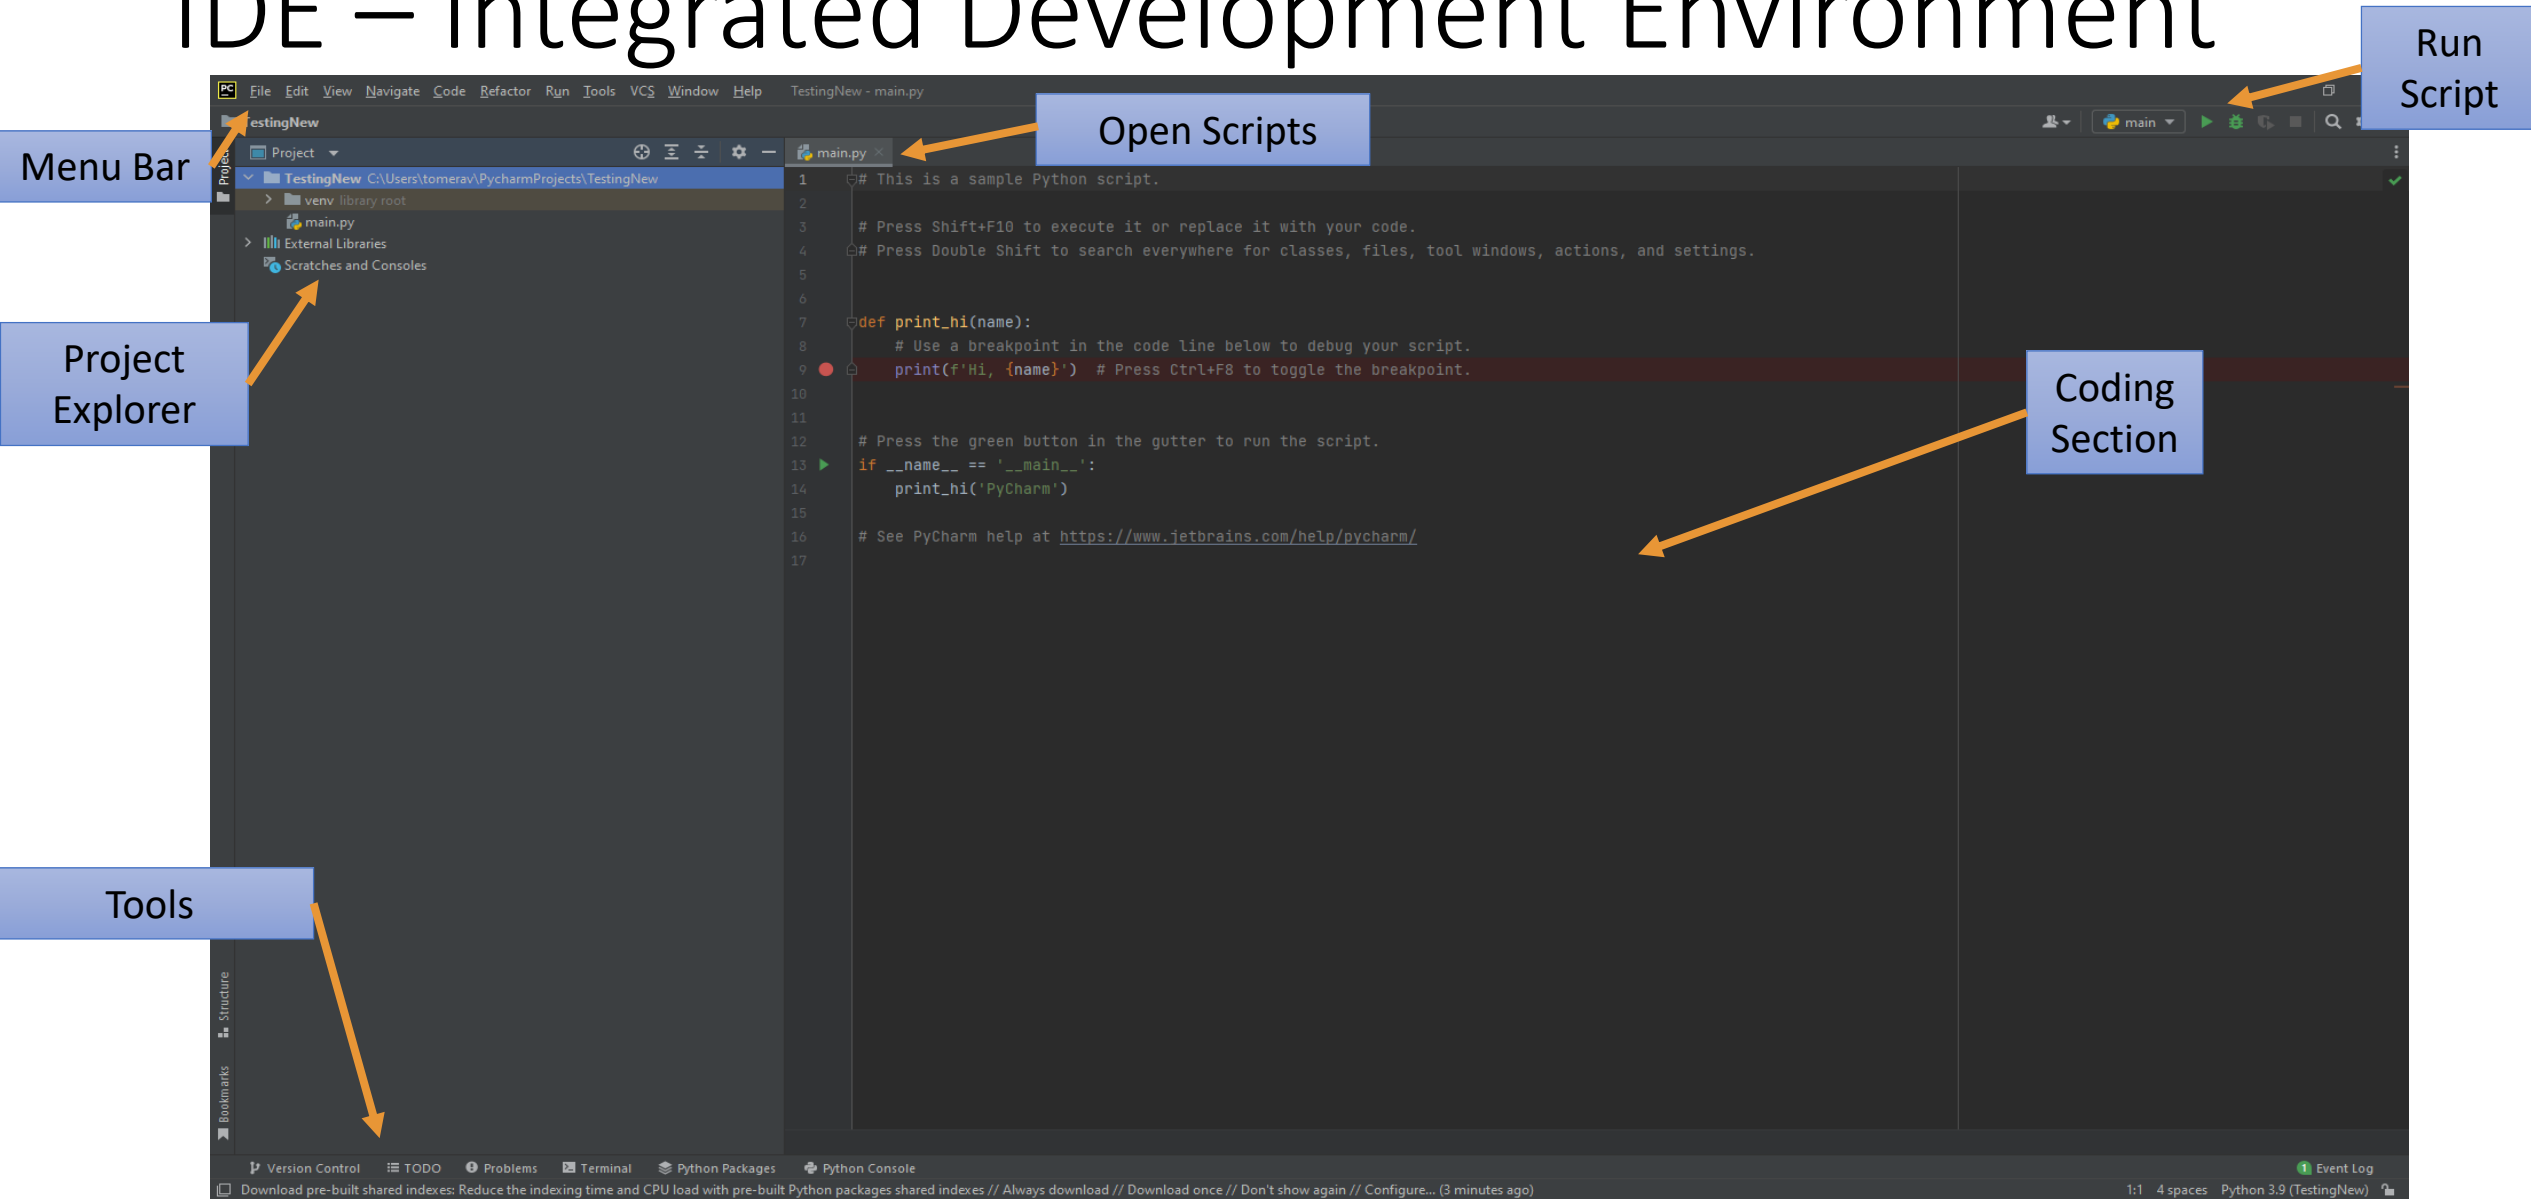 IDE – Integrated Development Environment
Run
Script
PC File Edit View Navigate Code Refactor Run Tools VCS Window Help TestingNew - main.py
TestingNew
Open Scripts
main
Menu Bar
Project
Project
main.py
TestingNew C:\Users\tomerav\PycharmProjects\TestingNew
venv library root
main.py
External Libraries
Scratches and Consoles
1 # This is a sample Python script.
2
3 # Press Shift+F10 to execute it or replace it with your code.
4 # Press Double Shift to search everywhere for classes, files, tool windows, actions, and settings.
5
6
7 def print_hi(name):
8 # Use a breakpoint in the code line below to debug your script.
9 print(f'Hi, {name}') # Press Ctrl+F8 to toggle the breakpoint.
10
11
12 # Press the green button in the gutter to run the script.
13 if __name__ == '__main__':
14 print_hi('PyCharm')
15
16 # See PyCharm help at https://www.jetbrains.com/help/pycharm/
17
Project
Explorer
Coding
Section
Tools
Structure
Bookmarks
Version Control TODO Problems Terminal Python Packages Python Console 1 Event Log
Download pre-built shared indexes: Reduce the indexing time and CPU load with pre-built Python packages shared indexes // Always download // Download once // Don't show again // Configure... (3 minutes ago) 1:1 4 spaces Python 3.9 (TestingNew)